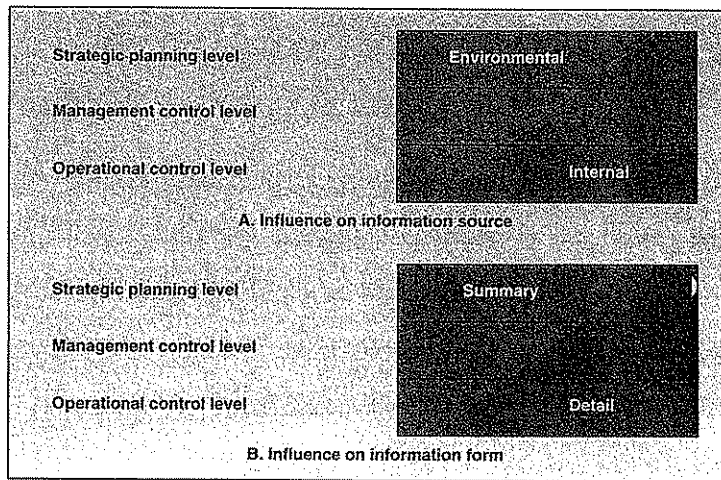 Strategic planning level Environmental
Management control level
Operational control level Internal
A. Influence on information source
Strategic planning level Summary
Management control level
Operational control level Detail
B. Influence on information form